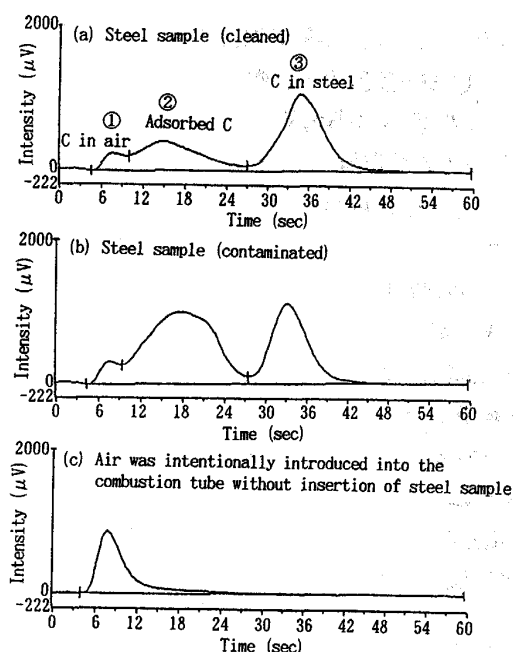 2000
(a) Steel sample (cleaned)
③
C in steel
①
②
C in air
Adsorbed C
Intensity (μV)
0
-222
0 6 12 18 24 30 36 42 48 54 60
Time (sec)
2000
(b) Steel sample (contaminated)
Intensity (μV)
0
-222
0 6 12 18 24 30 36 42 48 54 60
Time (sec)
2000
(c) Air was intentionally introduced into the
combustion tube without insertion of steel sample
Intensity (μV)
0
-222
0 6 12 18 24 30 36 42 48 54 60
Time (sec)